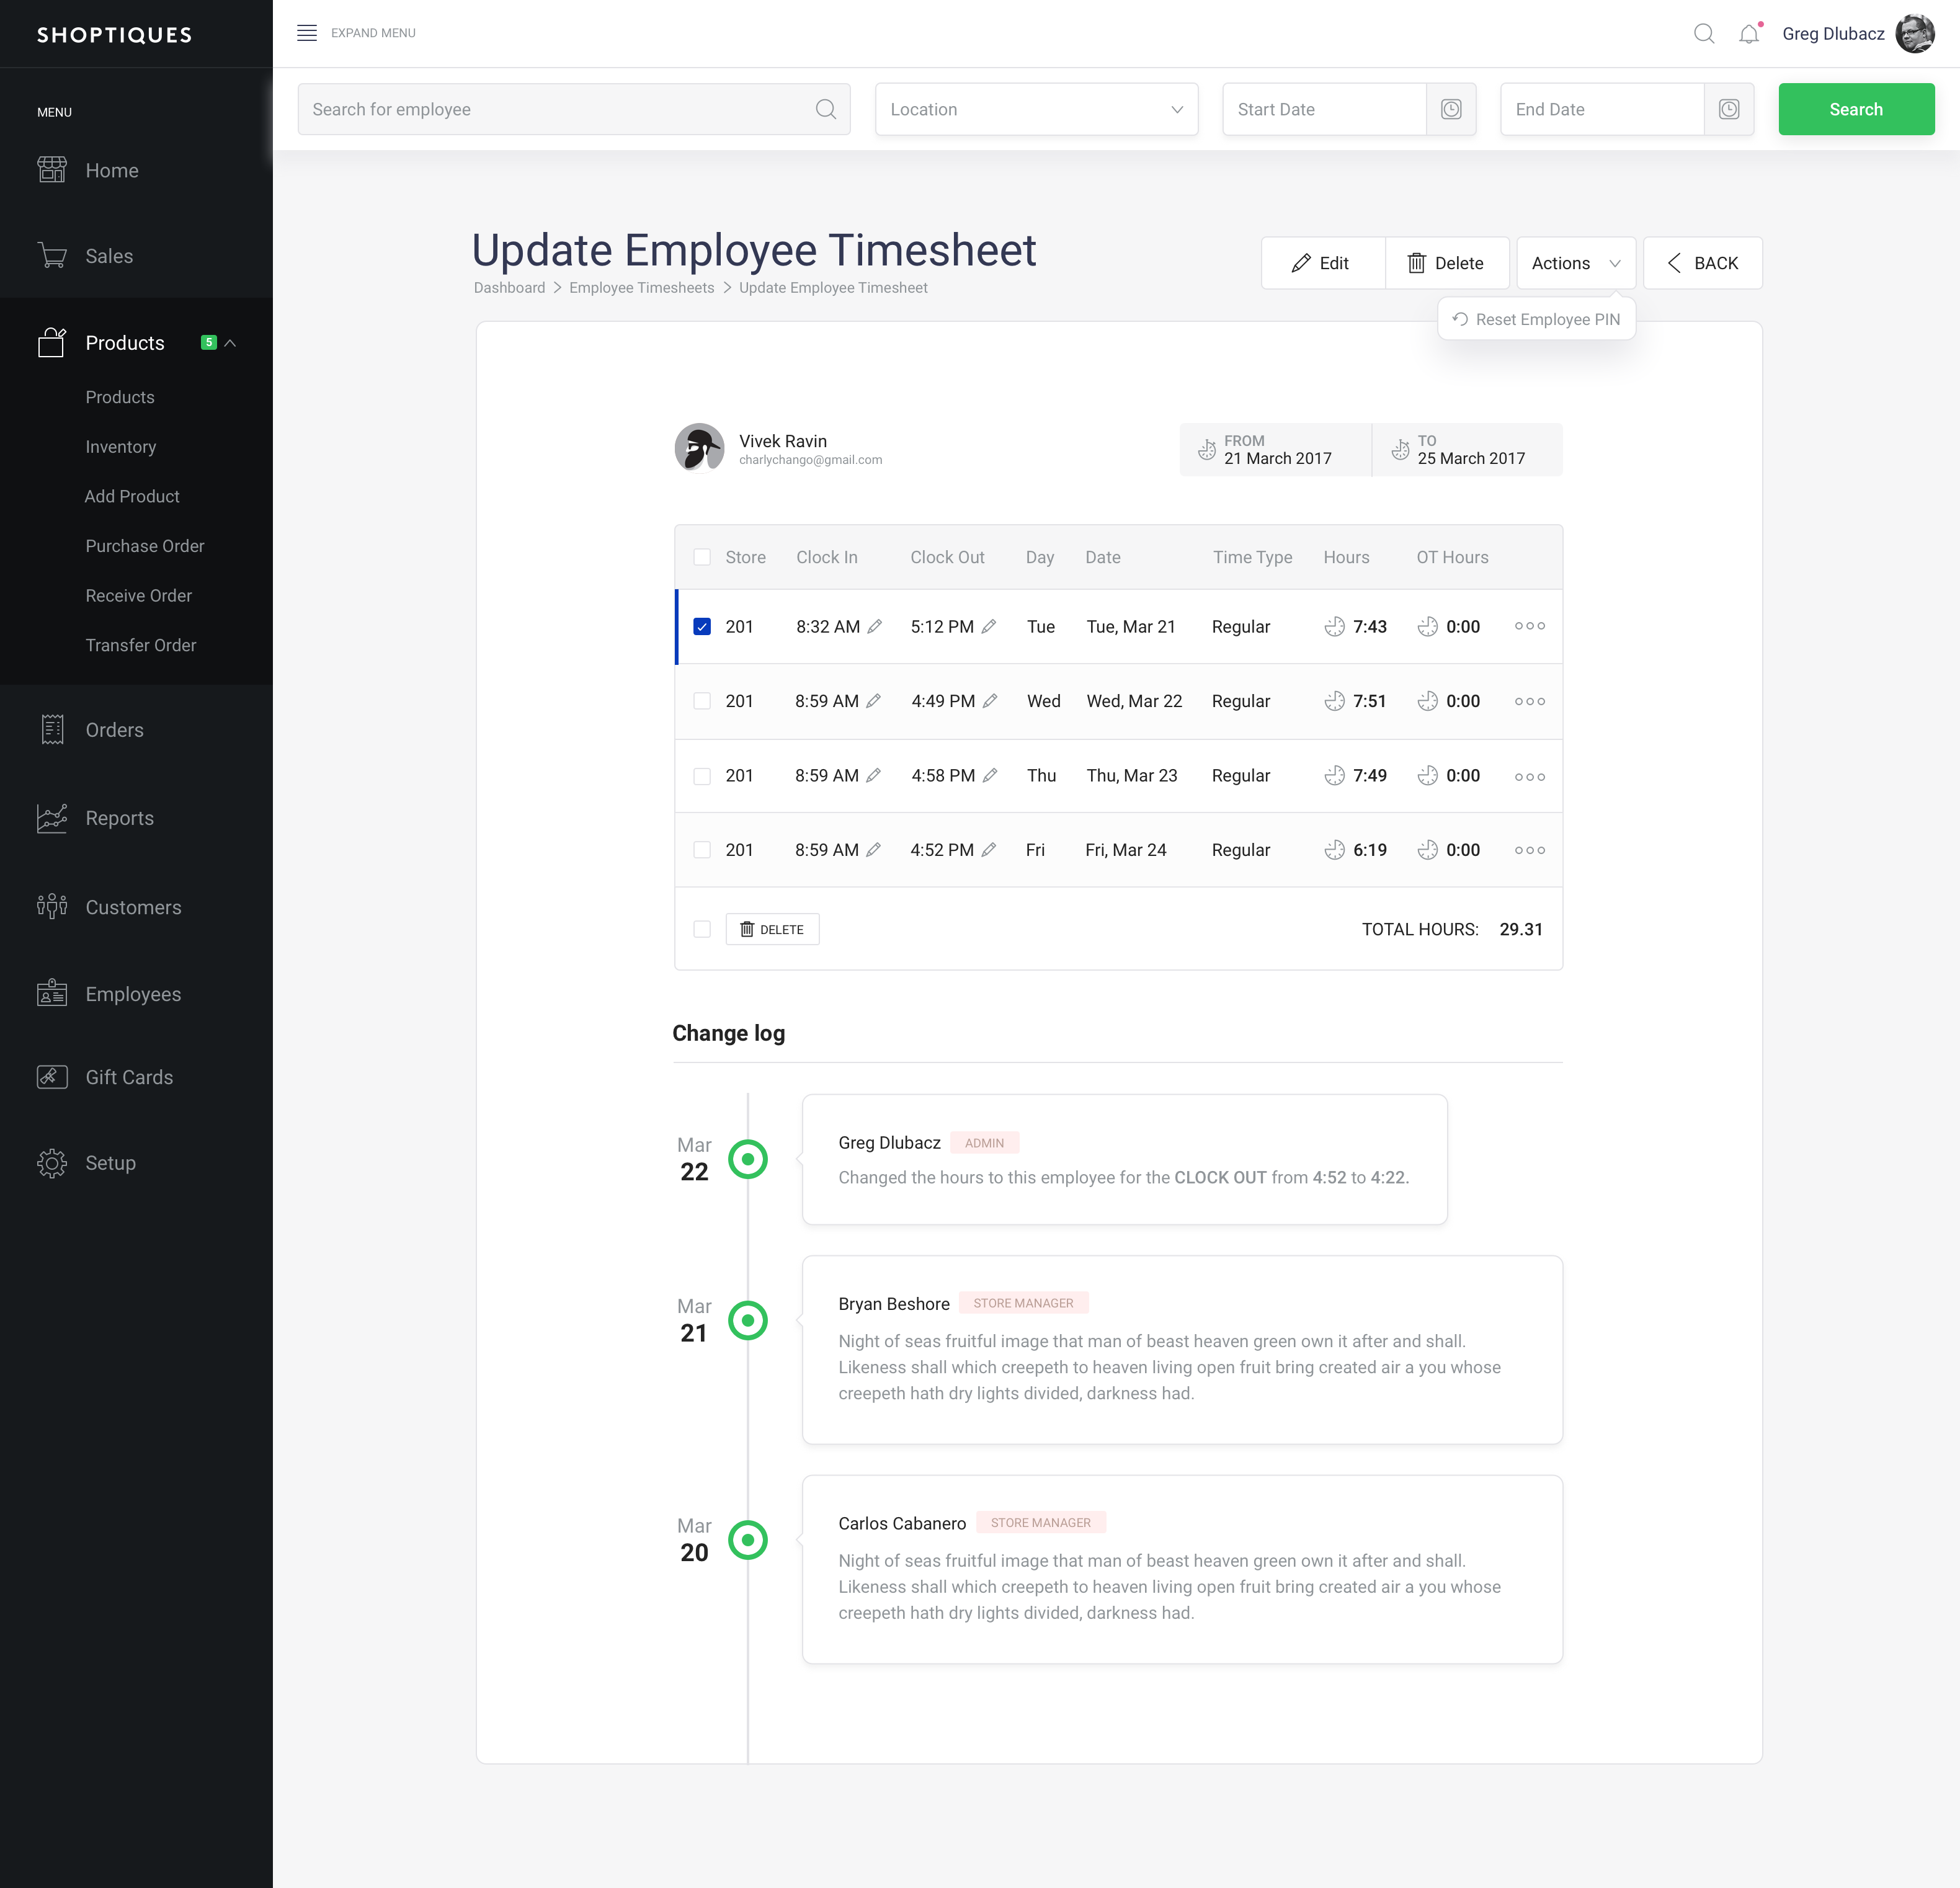 SHOPTIQUES
EXPAND MENU
Greg Dlubacz
Search for employee
Location
Start Date
End Date
Search
MENU
Home
Sales
Products 5
Products
Inventory
Add Product
Purchase Order
Receive Order
Transfer Order
Orders
Reports
Customers
Employees
Gift Cards
Setup
Update Employee Timesheet
Dashboard > Employee Timesheets > Update Employee Timesheet
Edit
Delete
Actions
BACK
Reset Employee PIN
Vivek Ravin
charlychango@gmail.com
FROM
21 March 2017
TO
25 March 2017
Store Clock In Clock Out Day Date Time Type Hours OT Hours
201 8:32 AM 5:12 PM Tue Tue, Mar 21 Regular 7:43 0:00
201 8:59 AM 4:49 PM Wed Wed, Mar 22 Regular 7:51 0:00
201 8:59 AM 4:58 PM Thu Thu, Mar 23 Regular 7:49 0:00
201 8:59 AM 4:52 PM Fri Fri, Mar 24 Regular 6:19 0:00
DELETE TOTAL HOURS: 29.31
Change log
Mar
22
Greg Dlubacz ADMIN
Changed the hours to this employee for the CLOCK OUT from 4:52 to 4:22.
Mar
21
Bryan Beshore STORE MANAGER
Night of seas fruitful image that man of beast heaven green own it after and shall.
Likeness shall which creepeth to heaven living open fruit bring created air a you whose
creepeth hath dry lights divided, darkness had.
Mar
20
Carlos Cabanero STORE MANAGER
Night of seas fruitful image that man of beast heaven green own it after and shall.
Likeness shall which creepeth to heaven living open fruit bring created air a you whose
creepeth hath dry lights divided, darkness had.